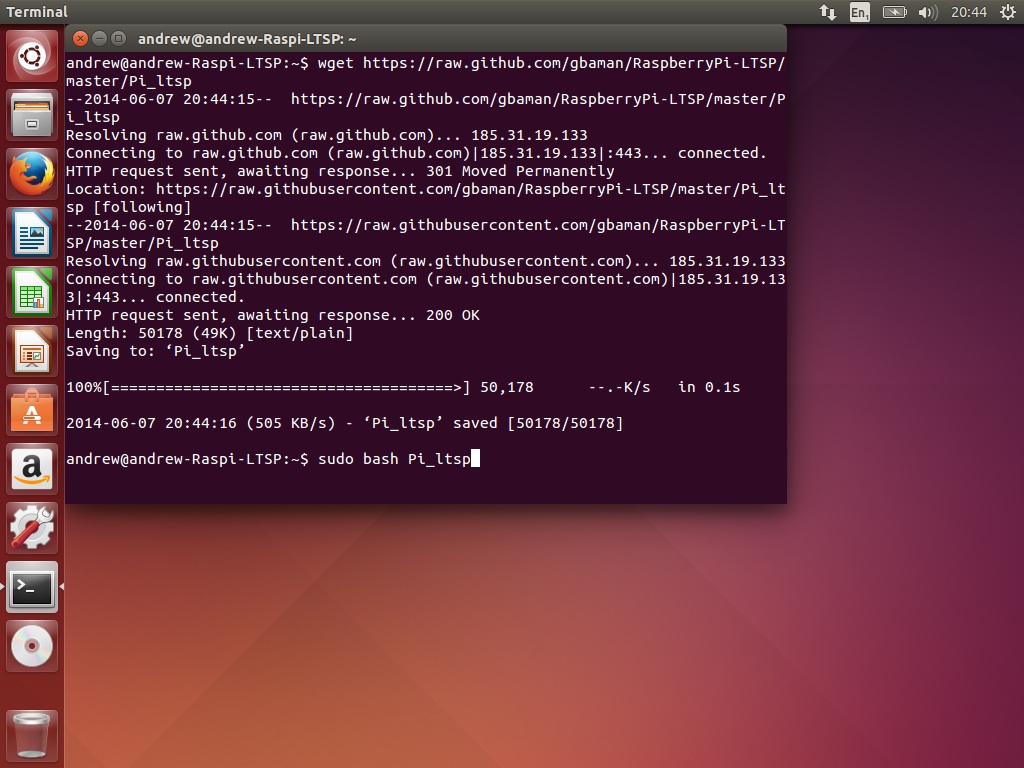 Terminal
En1
20:44
andrew@andrew-Raspi-LTSP: ~
andrew@andrew-Raspi-LTSP:~$ wget https://raw.github.com/gbaman/RaspberryPi-LTSP/
master/Pi_ltsp
--2014-06-07 20:44:15--  https://raw.github.com/gbaman/RaspberryPi-LTSP/master/P
i_ltsp
Resolving raw.github.com (raw.github.com)... 185.31.19.133
Connecting to raw.github.com (raw.github.com)|185.31.19.133|:443... connected.
HTTP request sent, awaiting response... 301 Moved Permanently
Location: https://raw.githubusercontent.com/gbaman/RaspberryPi-LTSP/master/Pi_lt
sp [following]
--2014-06-07 20:44:15--  https://raw.githubusercontent.com/gbaman/RaspberryPi-LT
SP/master/Pi_ltsp
Resolving raw.githubusercontent.com (raw.githubusercontent.com)... 185.31.19.133
Connecting to raw.githubusercontent.com (raw.githubusercontent.com)|185.31.19.13
3|:443... connected.
HTTP request sent, awaiting response... 200 OK
Length: 50178 (49K) [text/plain]
Saving to: ‘Pi_ltsp’
100%[======================================>] 50,178      --.-K/s   in 0.1s
2014-06-07 20:44:16 (505 KB/s) - ‘Pi_ltsp’ saved [50178/50178]
andrew@andrew-Raspi-LTSP:~$ sudo bash Pi_ltsp